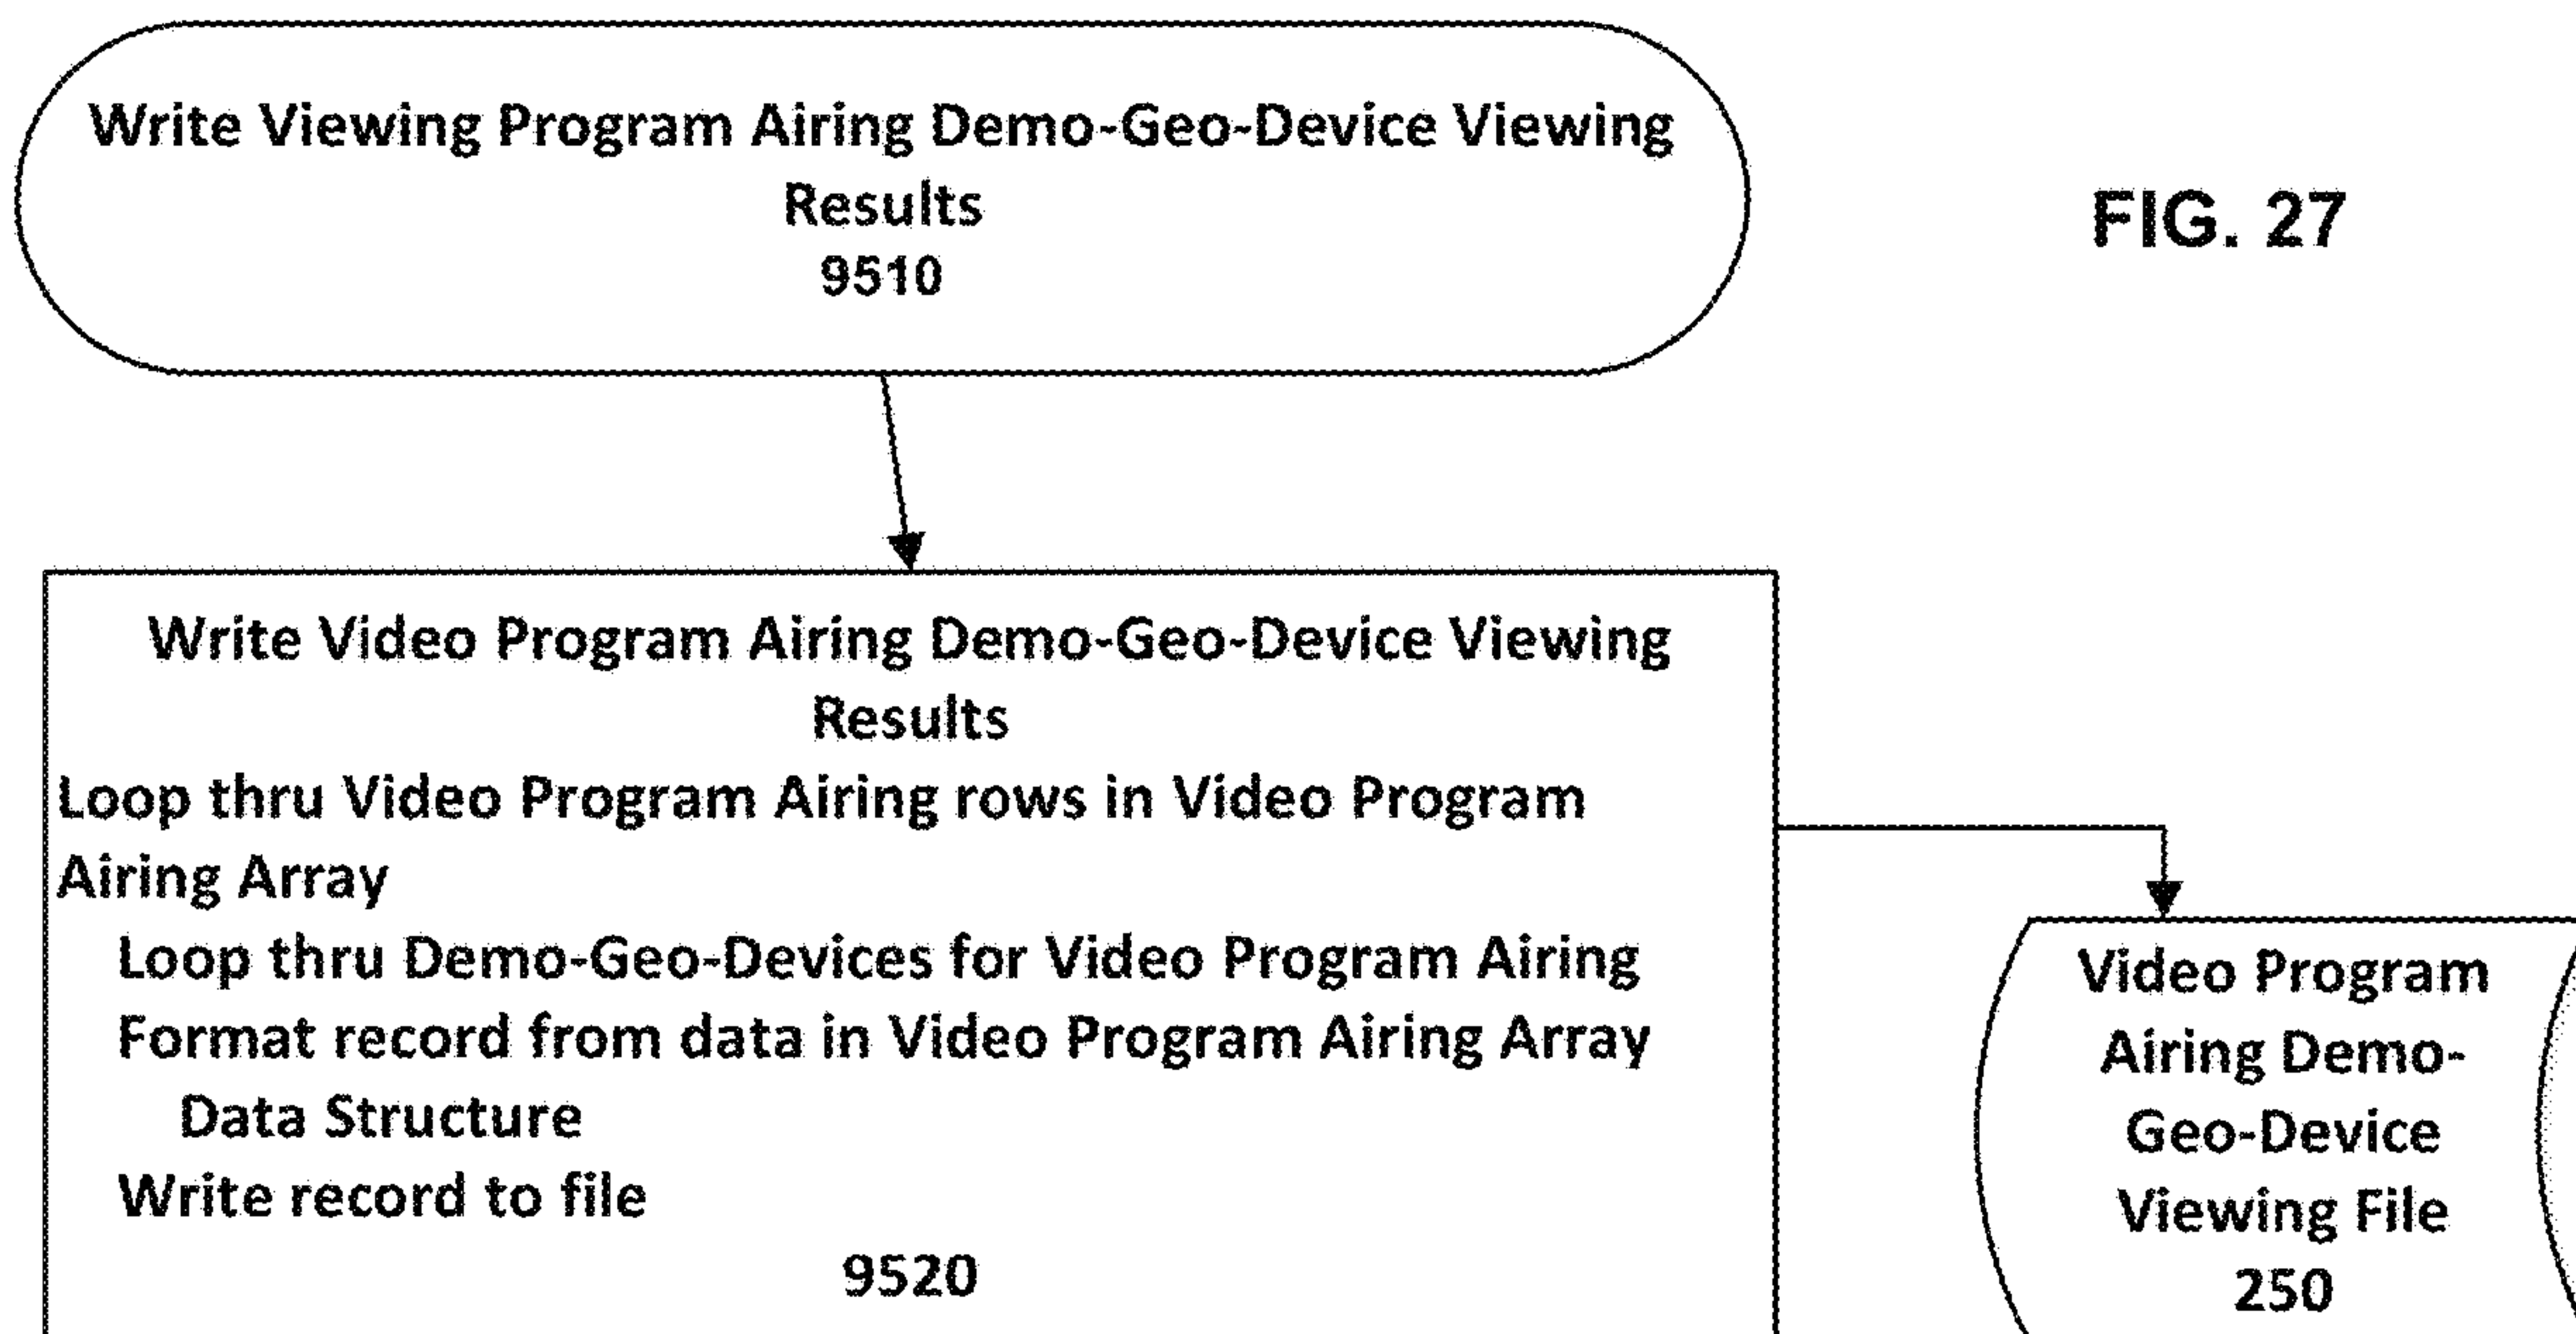 Write Viewing Program Airing Demo-Geo-Device Viewing
Results
9510
FIG. 27
Write Video Program Airing Demo-Geo-Device Viewing
Results
Loop thru Video Program Airing rows in Video Program
Airing Array
Loop thru Demo-Geo-Devices for Video Program Airing
Format record from data in Video Program Airing Array
Data Structure
Write record to file
9520
Video Program
Airing Demo-
Geo-Device
Viewing File
250